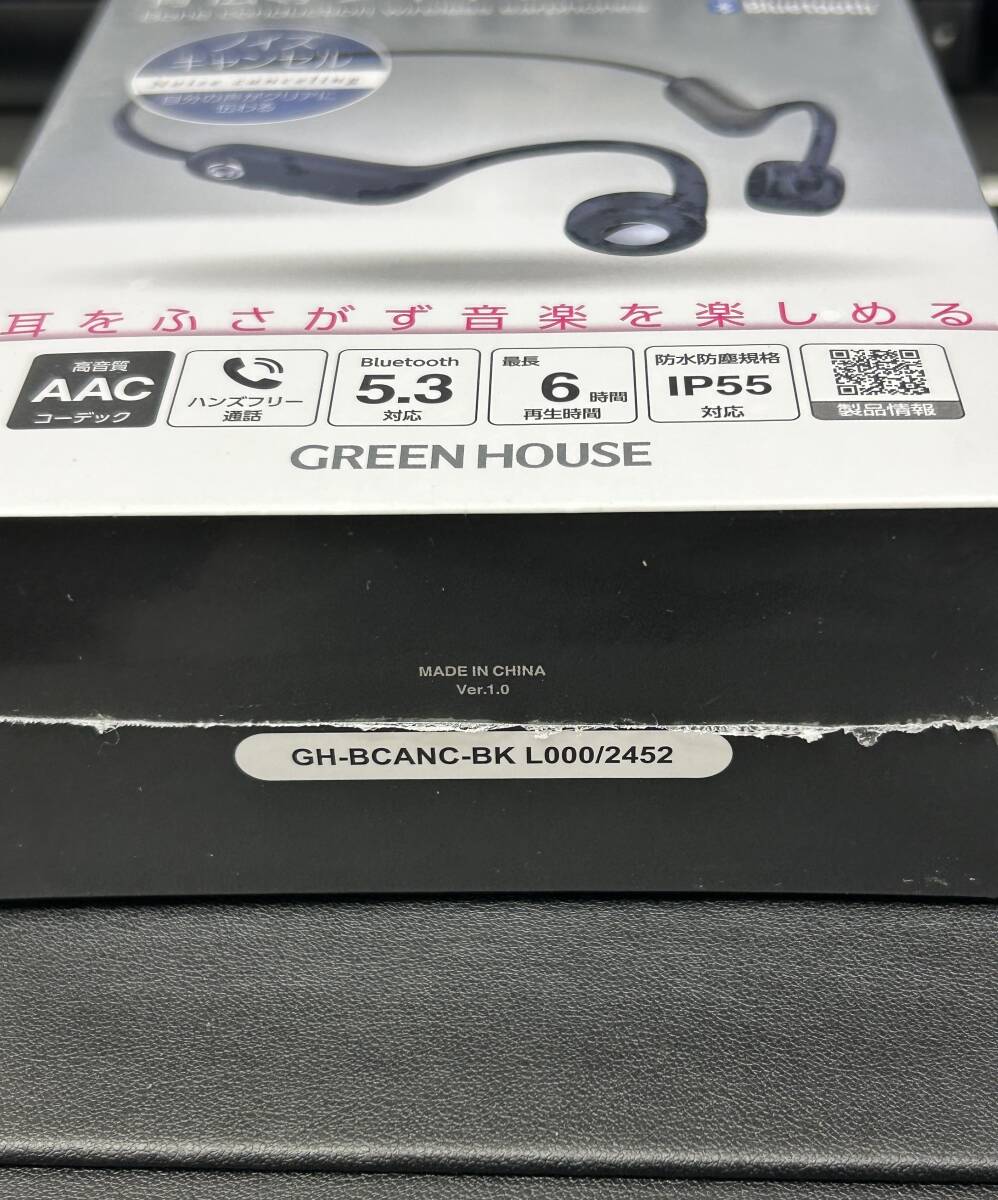 Bluetooth
ノイズ
キャンセル
Noise canceling
自分の声がクリアに
伝わる
耳をふさがず音楽を楽しめる
高音質
AAC
コーデック
ハンズフリー
通話
Bluetooth
5.3
対応
最長
6時間
再生時間
防水防塵規格
IP55
対応
製品情報
GREEN HOUSE
MADE IN CHINA
Ver.1.0
GH-BCANC-BK L000/2452